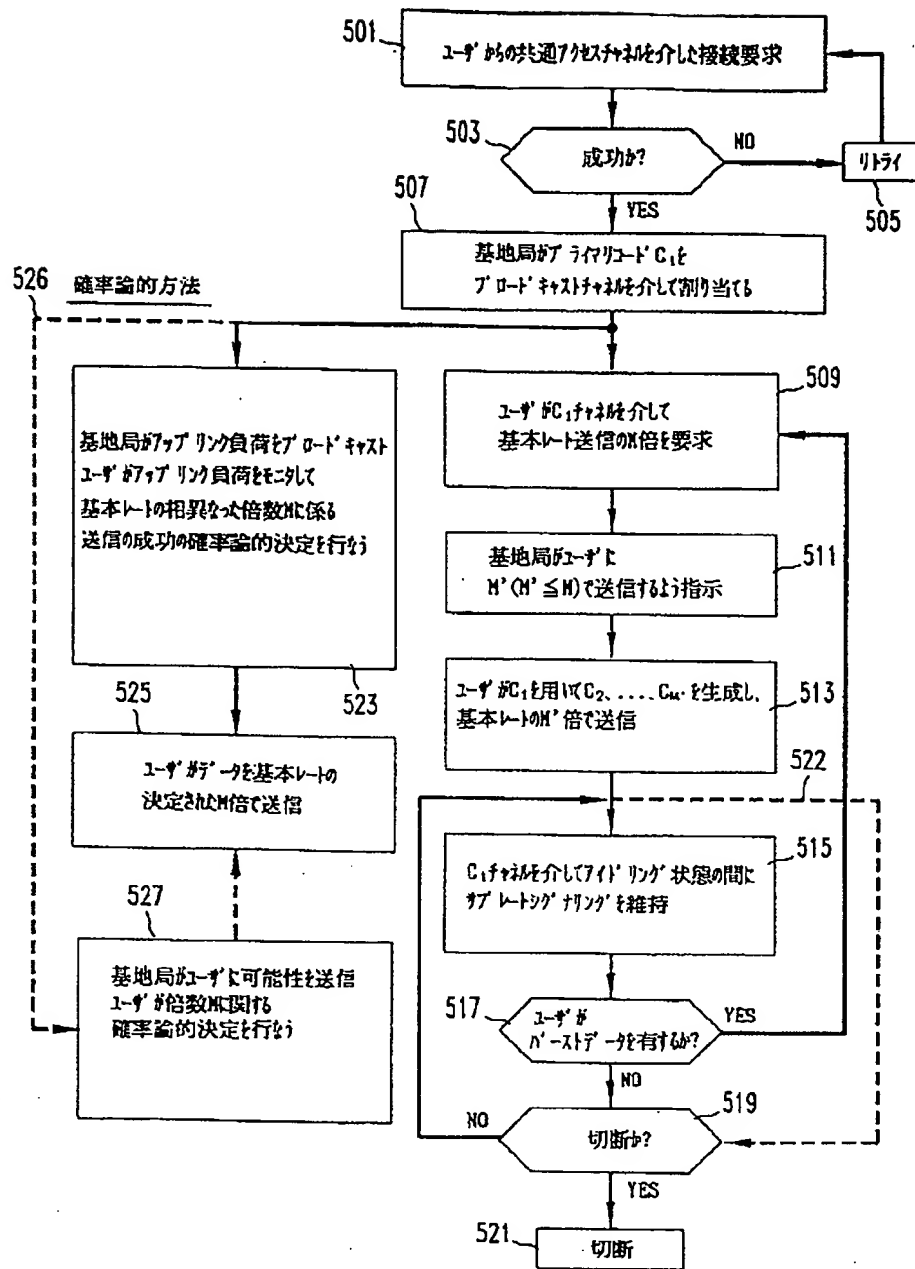 501
ユーザからの共通アクセスチャネルを介した接続要求
503
成功か?
NO
リトライ
505
YES
507
基地局がプライマリコードC₁を
ブロードキャストチャネルを介して割り当てる
526
確率論的方法
509
ユーザがC₁チャネルを介して
基本レート送信のM倍を要求
基地局がアップリンク負荷をブロードキャスト
ユーザがアップリンク負荷をモニタして
基本レートの相異なった倍数Mに係る
送信の成功の確率論的決定を行なう
523
511
基地局がユーザに
M'(M'≦M)で送信するよう指示
513
ユーザがC₁を用いてC₂、....Cᴍ'を生成し、
基本レートのM'倍で送信
525
ユーザがデータを基本レートの
決定されたM倍で送信
522
515
C₁チャネルを介してアイドリング状態の間に
サブレートシグナリングを維持
527
基地局がユーザに可能性を送信
ユーザが倍数Mに関する
確率論的決定を行なう
517
ユーザが
バーストデータを有するか?
YES
NO
519
切断か?
NO
YES
521
切断